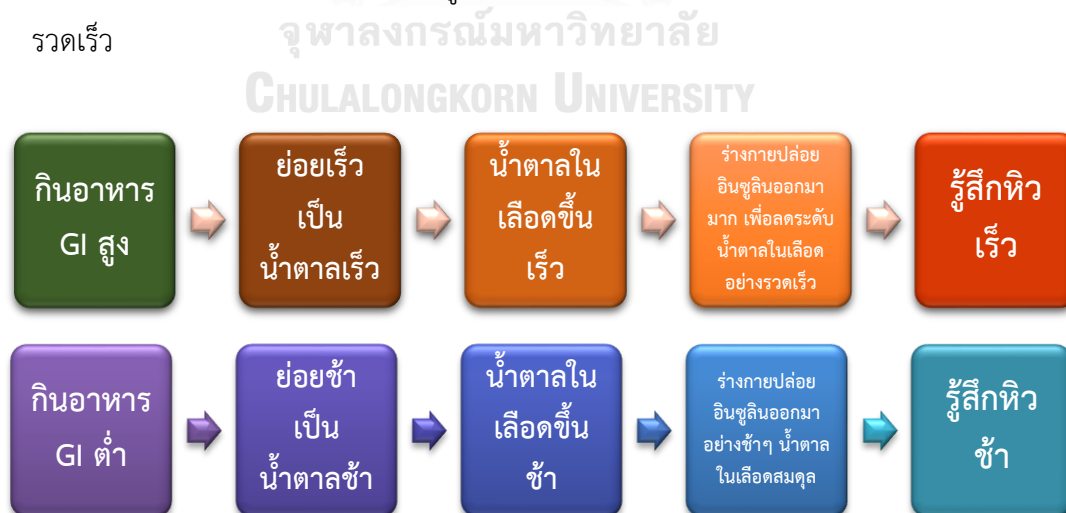 รวดเร็ว
จุฬาลงกรณ์มหาวิทยาลัย
CHULALONGKORN UNIVERSITY
กินอาหาร
GI สูง
ย่อยเร็ว
เป็น
น้ำตาลเร็ว
น้ำตาลใน
เลือดขึ้น
เร็ว
ร่างกายปล่อย
อินซูลินออกมา
มาก เพื่อลดระดับ
น้ำตาลในเลือด
อย่างรวดเร็ว
รู้สึกหิว
เร็ว
กินอาหาร
GI ต่ำ
ย่อยช้า
เป็น
น้ำตาลช้า
น้ำตาลใน
เลือดขึ้น
ช้า
ร่างกายปล่อย
อินซูลินออกมา
อย่างช้าๆ น้ำตาล
ในเลือดสมดุล
รู้สึกหิว
ช้า